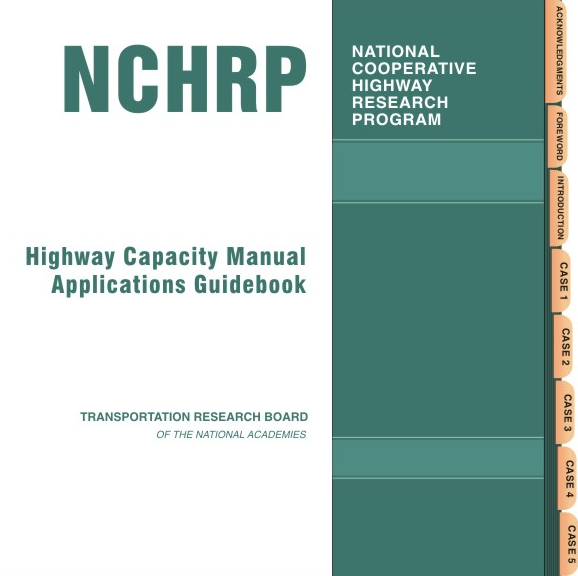 NCHRP
NATIONAL
COOPERATIVE
HIGHWAY
RESEARCH
PROGRAM
Highway Capacity Manual
Applications Guidebook
TRANSPORTATION RESEARCH BOARD
OF THE NATIONAL ACADEMIES
ACKNOWLEDGMENTS
FOREWORD
INTRODUCTION
CASE 1
CASE 2
CASE 3
CASE 4
CASE 5